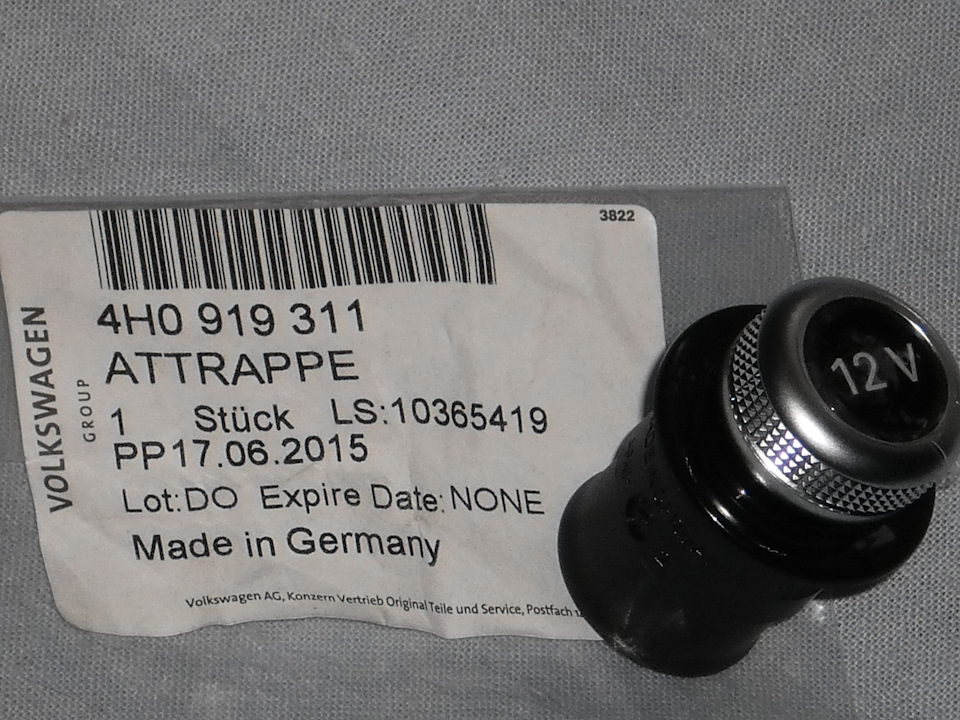 3822
VOLKSWAGEN
GROUP
4H0 919 311
ATTRAPPE
1 Stück LS:10365419
PP17.06.2015
Lot:DO Expire Date:NONE
Made in Germany
Volkswagen AG, Konzern Vertrieb Original Teile und Service, Postfach
12 V